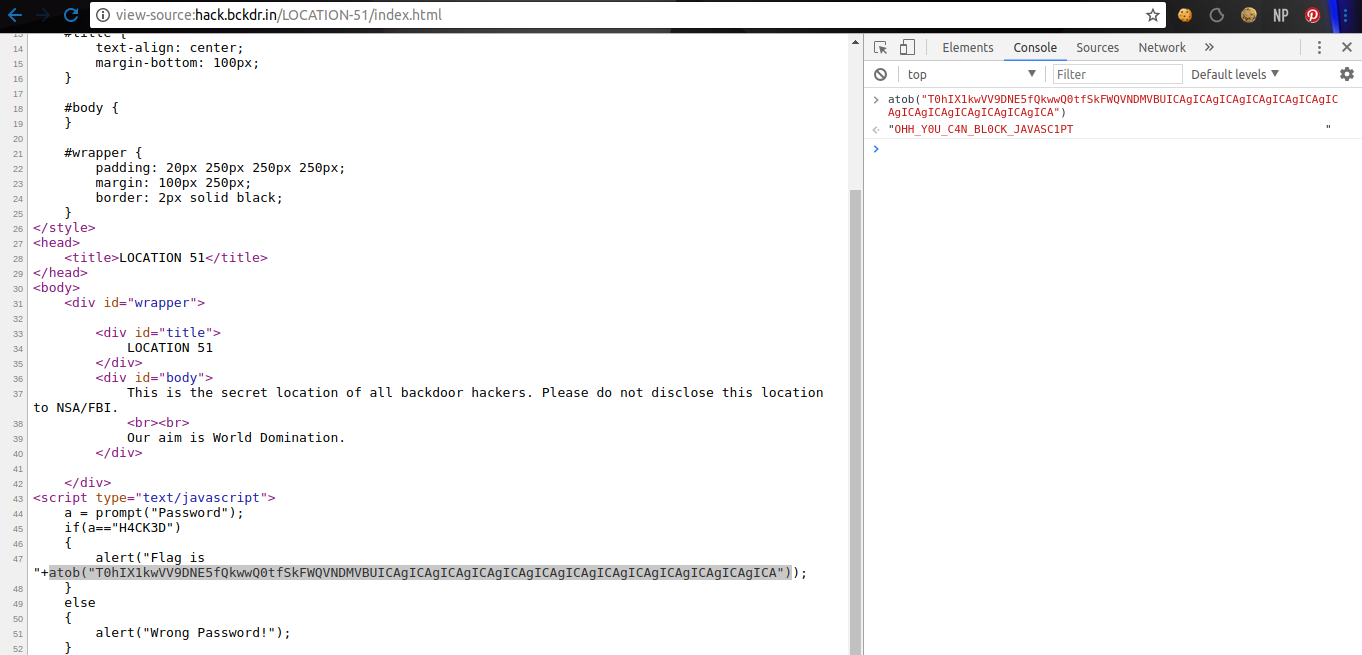 view-source:hack.bckdr.in/LOCATION-51/index.html
NP
13 #title {
14 text-align: center;
15 margin-bottom: 100px;
16 }
17
18 #body {
19 }
20
21 #wrapper {
22 padding: 20px 250px 250px 250px;
23 margin: 100px 250px;
24 border: 2px solid black;
25 }
26 </style>
27 <head>
28 <title>LOCATION 51</title>
29 </head>
30 <body>
31 <div id="wrapper">
32
33 <div id="title">
34 LOCATION 51
35 </div>
36 <div id="body">
37 This is the secret location of all backdoor hackers. Please do not disclose this location
to NSA/FBI.
38 <br><br>
39 Our aim is World Domination.
40 </div>
41
42 </div>
43 <script type="text/javascript">
44 a = prompt("Password");
45 if(a=="H4CK3D")
46 {
47 alert("Flag is
"+atob("T0hIX1kwVV9DNE5fQkwwQ0tfSkFWQVNDMVBUICAgICAgICAgICAgICAgICAgICAgICAgICAgICAgICAgICAgICA"));
48 }
49 else
50 {
51 alert("Wrong Password!");
52 }
Elements Console Sources Network »
top Filter Default levels
> atob("T0hIX1kwVV9DNE5fQkwwQ0tfSkFWQVNDMVBUICAgICAgICAgICAgICAgICAgIC
AgICAgICAgICAgICAgICAgICA")
"OHH_Y0U_C4N_BL0CK_JAVASC1PT "
>